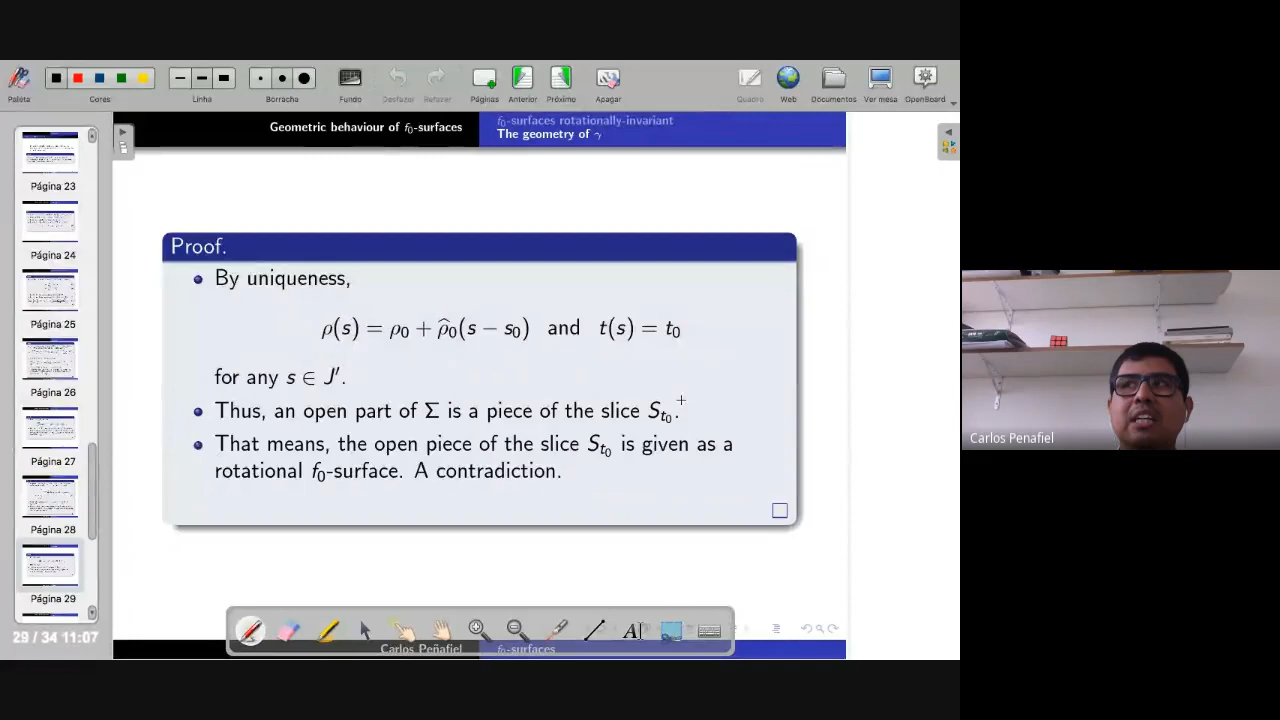 Paleta
Cores
Linha
Borracha
Fundo
Desfazer
Refazer
Páginas
Anterior
Próximo
Apagar
Quadro
Web
Documentos
Ver mesa
OpenBoard
Geometric behaviour of f₀-surfaces
f₀-surfaces rotationally-invariant
The geometry of γ
Página 23
Página 24
Página 25
Página 26
Página 27
Página 28
Página 29
29 / 34 11:07
Proof.
By uniqueness,
ρ(s) = ρ₀ + ρ̂₀(s − s₀) and t(s) = t₀
for any s ∈ J′.
Thus, an open part of Σ is a piece of the slice S_{t₀}.
That means, the open piece of the slice S_{t₀} is given as a
rotational f₀-surface. A contradiction.
Carlos Peñafiel
f₀-surfaces
Carlos Penafiel